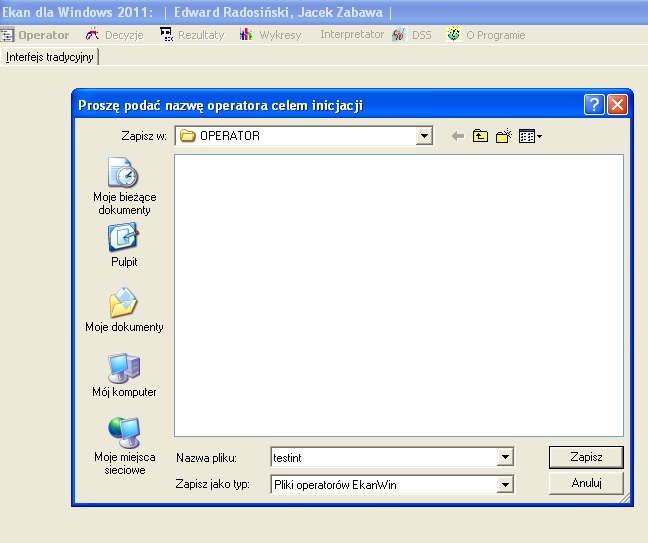 Ekan dla Windows 2011: | Edward Radosiński, Jacek Zabawa |
Operator Decyzje Rezultaty Wykresy Interpretator DSS O Programie
Interfejs tradycyjny
Proszę podać nazwę operatora celem inicjacji
Zapisz w: OPERATOR
Moje bieżące
dokumenty
Pulpit
Moje dokumenty
Mój komputer
Moje miejsca
sieciowe
Nazwa pliku: testint Zapisz
Zapisz jako typ: Pliki operatorów EkanWin Anuluj